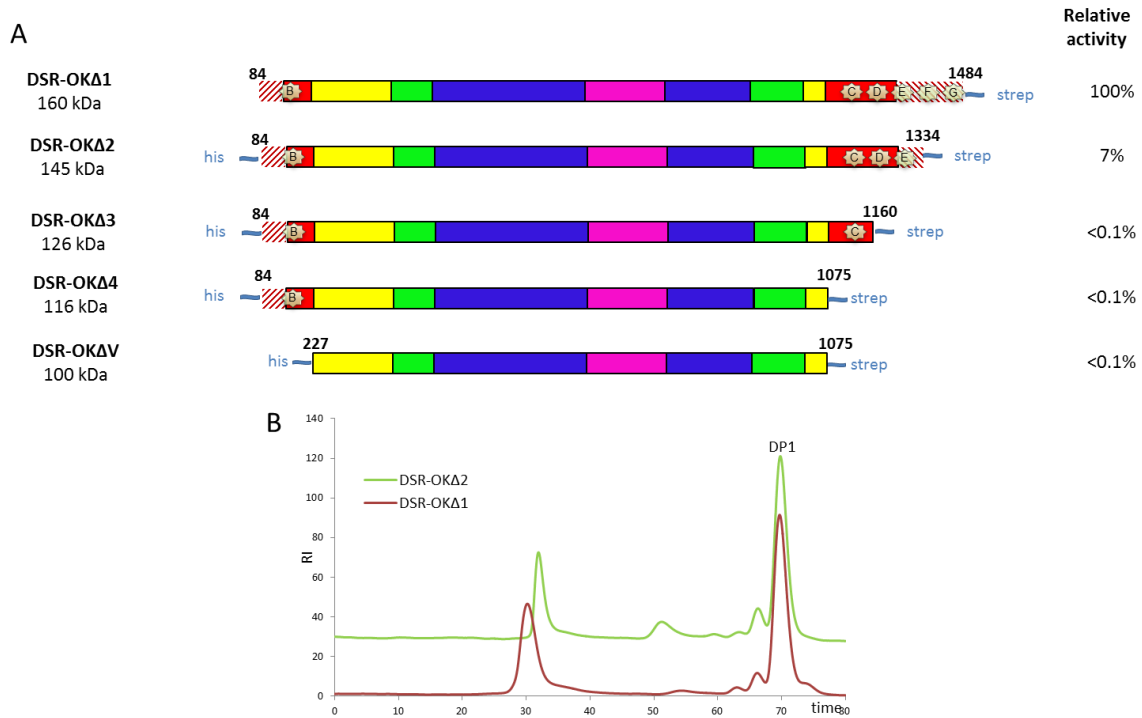 A
Relative
activity
DSR-OKΔ1
160 kDa
84
B
C
D
E
F
G
1484
strep
100%
DSR-OKΔ2
145 kDa
his
84
B
C
D
E
1334
strep
7%
DSR-OKΔ3
126 kDa
his
84
B
C
1160
strep
<0.1%
DSR-OKΔ4
116 kDa
his
84
B
1075
strep
<0.1%
DSR-OKΔV
100 kDa
his
227
1075
strep
<0.1%
B
140
120
100
80
60
40
20
0
RI
DSR-OKΔ2
DSR-OKΔ1
DP1
0
10
20
30
40
50
60
70
80
time